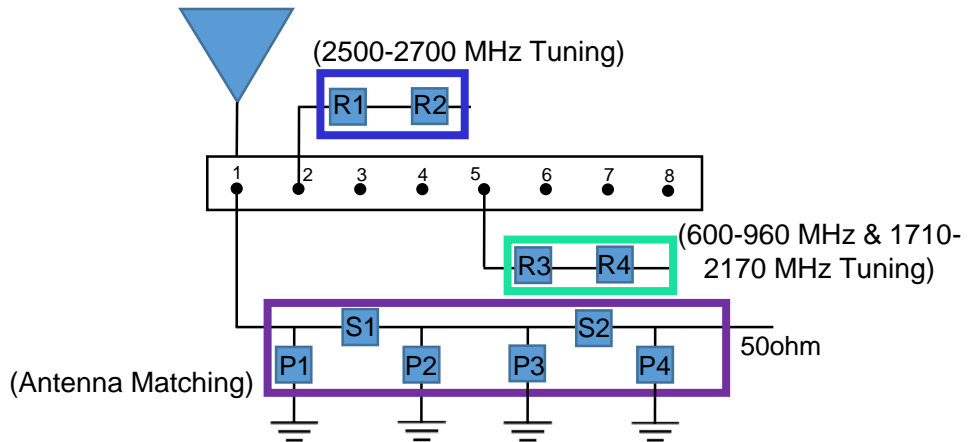 (2500-2700 MHz Tuning)
R1 R2
1 2 3 4 5 6 7 8
(600-960 MHz & 1710-
2170 MHz Tuning)
R3 R4
S1 S2
50ohm
P1 P2 P3 P4
(Antenna Matching)